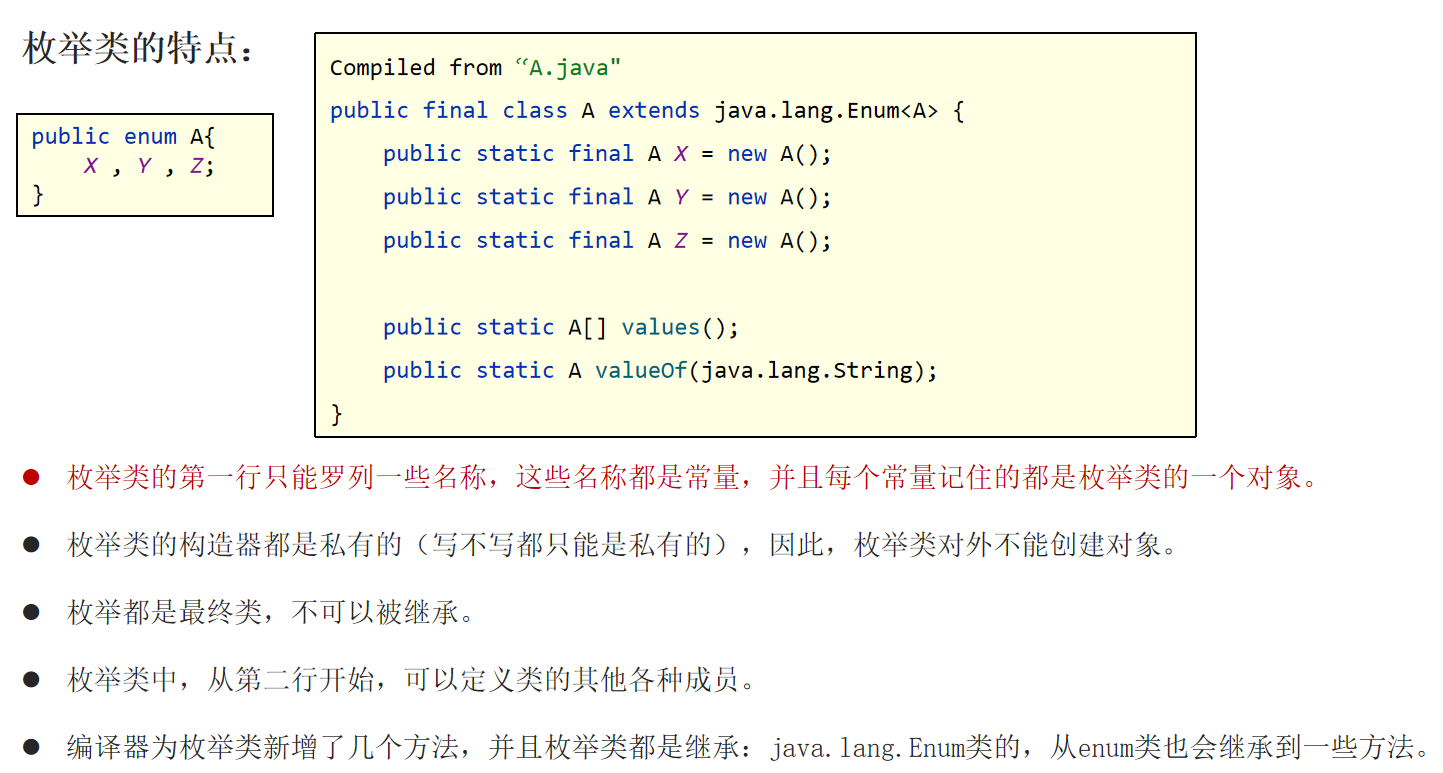 枚举类的特点：
public enum A{
X , Y , Z;
}
Compiled from “A.java"
public final class A extends java.lang.Enum<A> {
public static final A X = new A();
public static final A Y = new A();
public static final A Z = new A();
public static A[] values();
public static A valueOf(java.lang.String);
}
● 枚举类的第一行只能罗列一些名称，这些名称都是常量，并且每个常量记住的都是枚举类的一个对象。
● 枚举类的构造器都是私有的（写不写都只能是私有的），因此，枚举类对外不能创建对象。
● 枚举都是最终类，不可以被继承。
● 枚举类中，从第二行开始，可以定义类的其他各种成员。
● 编译器为枚举类新增了几个方法，并且枚举类都是继承：java.lang.Enum类的，从enum类也会继承到一些方法。